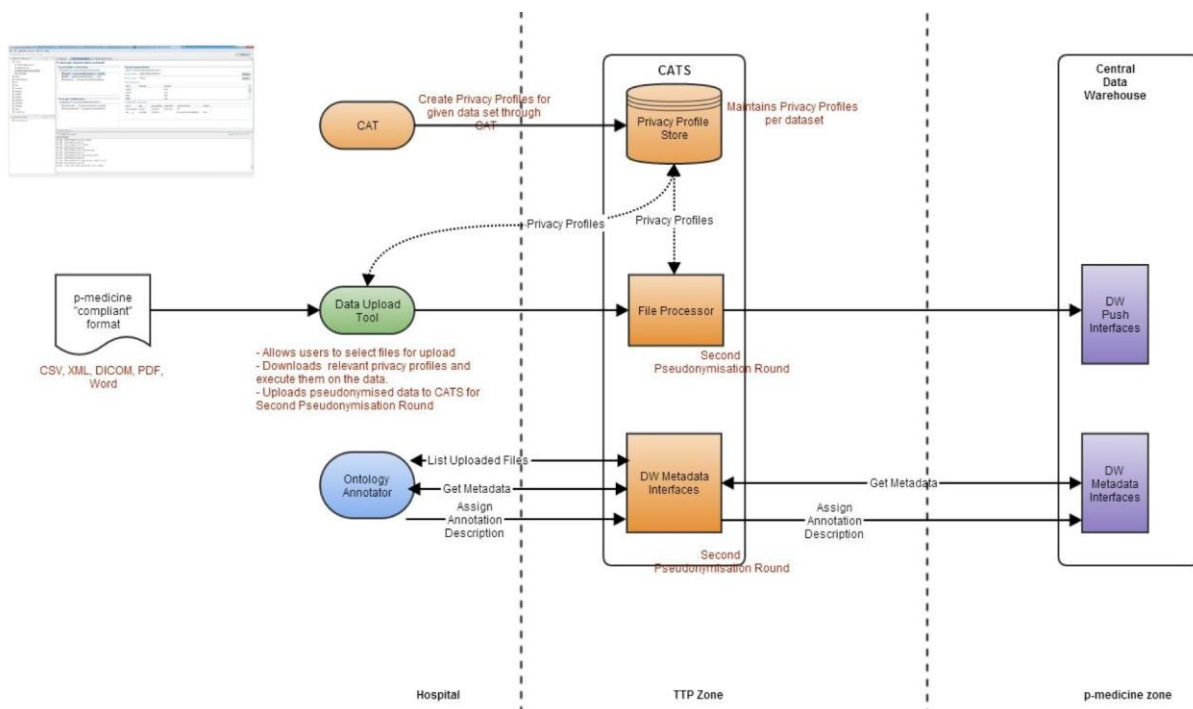 CATS
Central
Data
Warehouse
CAT
Create Privacy Profiles for
given data set through
CAT
Privacy Profile
Store
Maintains Privacy Profiles
per dataset
Privacy Profiles
Privacy Profiles
p-medicine
"compliant"
format
CSV, XML, DICOM, PDF,
Word
Data Upload
Tool
- Allows users to select files for upload
- Downloads relevant privacy profiles and
execute them on the data.
- Uploads pseudonymised data to CATS for
Second Pseudonymisation Round
File Processor
Second
Pseudonymisation Round
DW
Push
Interfaces
Ontology
Annotator
List Uploaded Files
Get Metadata
Assign
Annotation
Description
DW Metadata
Interfaces
Second
Pseudonymisation Round
Get Metadata
Assign
Annotation
Description
DW
Metadata
Interfaces
Hospital
TTP Zone
p-medicine zone